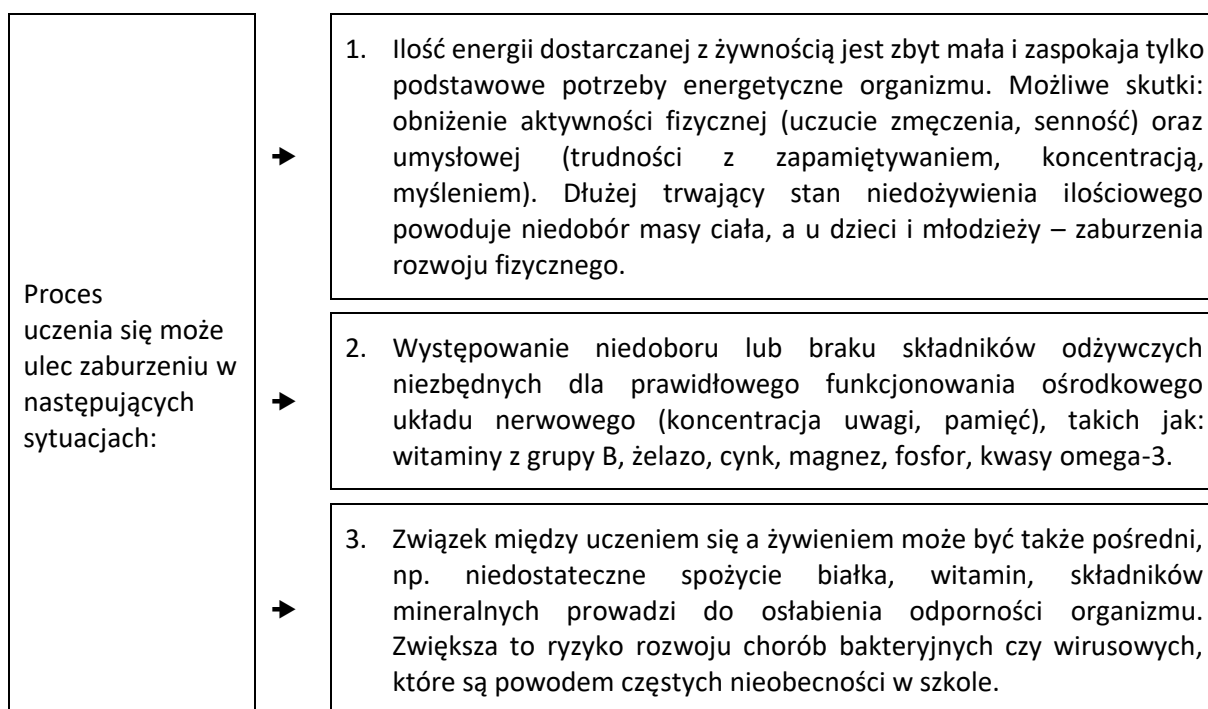 Proces
uczenia się może
ulec zaburzeniu w
następujących
sytuacjach:
1. Ilość energii dostarczanej z żywnością jest zbyt mała i zaspokaja tylko
podstawowe potrzeby energetyczne organizmu. Możliwe skutki:
obniżenie aktywności fizycznej (uczucie zmęczenia, senność) oraz
umysłowej (trudności z zapamiętywaniem, koncentracją,
myśleniem). Dłużej trwający stan niedożywienia ilościowego
powoduje niedobór masy ciała, a u dzieci i młodzieży – zaburzenia
rozwoju fizycznego.
2. Występowanie niedoboru lub braku składników odżywczych
niezbędnych dla prawidłowego funkcjonowania ośrodkowego
układu nerwowego (koncentracja uwagi, pamięć), takich jak:
witaminy z grupy B, żelazo, cynk, magnez, fosfor, kwasy omega-3.
3. Związek między uczeniem się a żywieniem może być także pośredni,
np. niedostateczne spożycie białka, witamin, składników
mineralnych prowadzi do osłabienia odporności organizmu.
Zwiększa to ryzyko rozwoju chorób bakteryjnych czy wirusowych,
które są powodem częstych nieobecności w szkole.